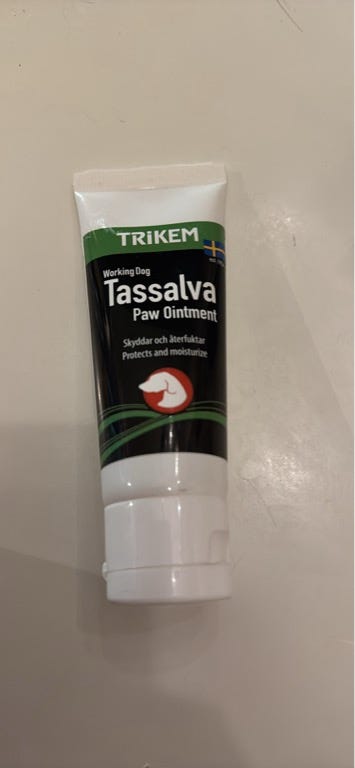 TRIKEM
Working Dog
Tassalva
Paw Ointment
Skyddar och återfuktar
Protects and moisturize